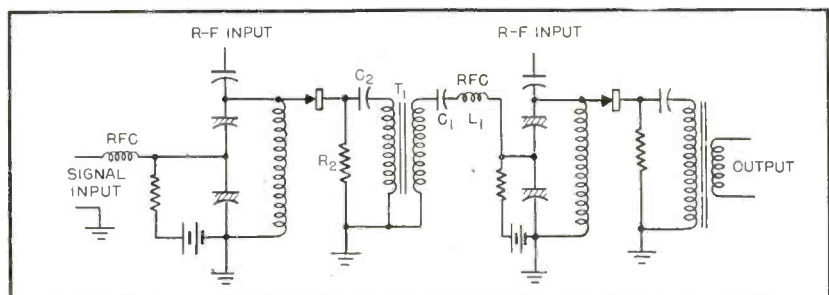 R-F INPUT
R-F INPUT
C2
T1
RFC
C1
L1
RFC
R2
SIGNAL
INPUT
OUTPUT